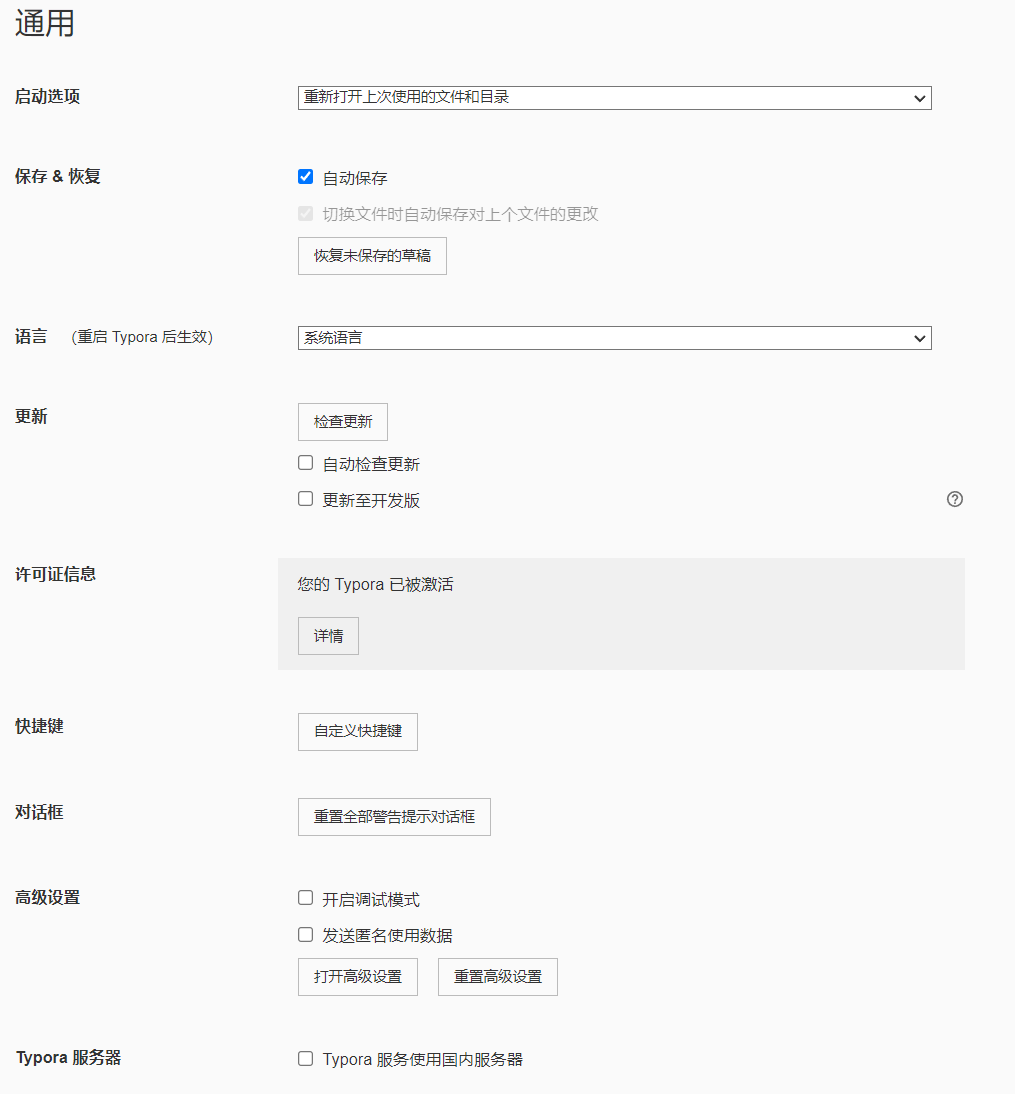 通用
启动选项
重新打开上次使用的文件和目录
保存 & 恢复
自动保存
切换文件时自动保存对上个文件的更改
恢复未保存的草稿
语言 (重启 Typora 后生效)
系统语言
更新
检查更新
自动检查更新
更新至开发版
许可证信息
您的 Typora 已被激活
详情
快捷键
自定义快捷键
对话框
重置全部警告提示对话框
高级设置
开启调试模式
发送匿名使用数据
打开高级设置 重置高级设置
Typora 服务器
Typora 服务使用国内服务器